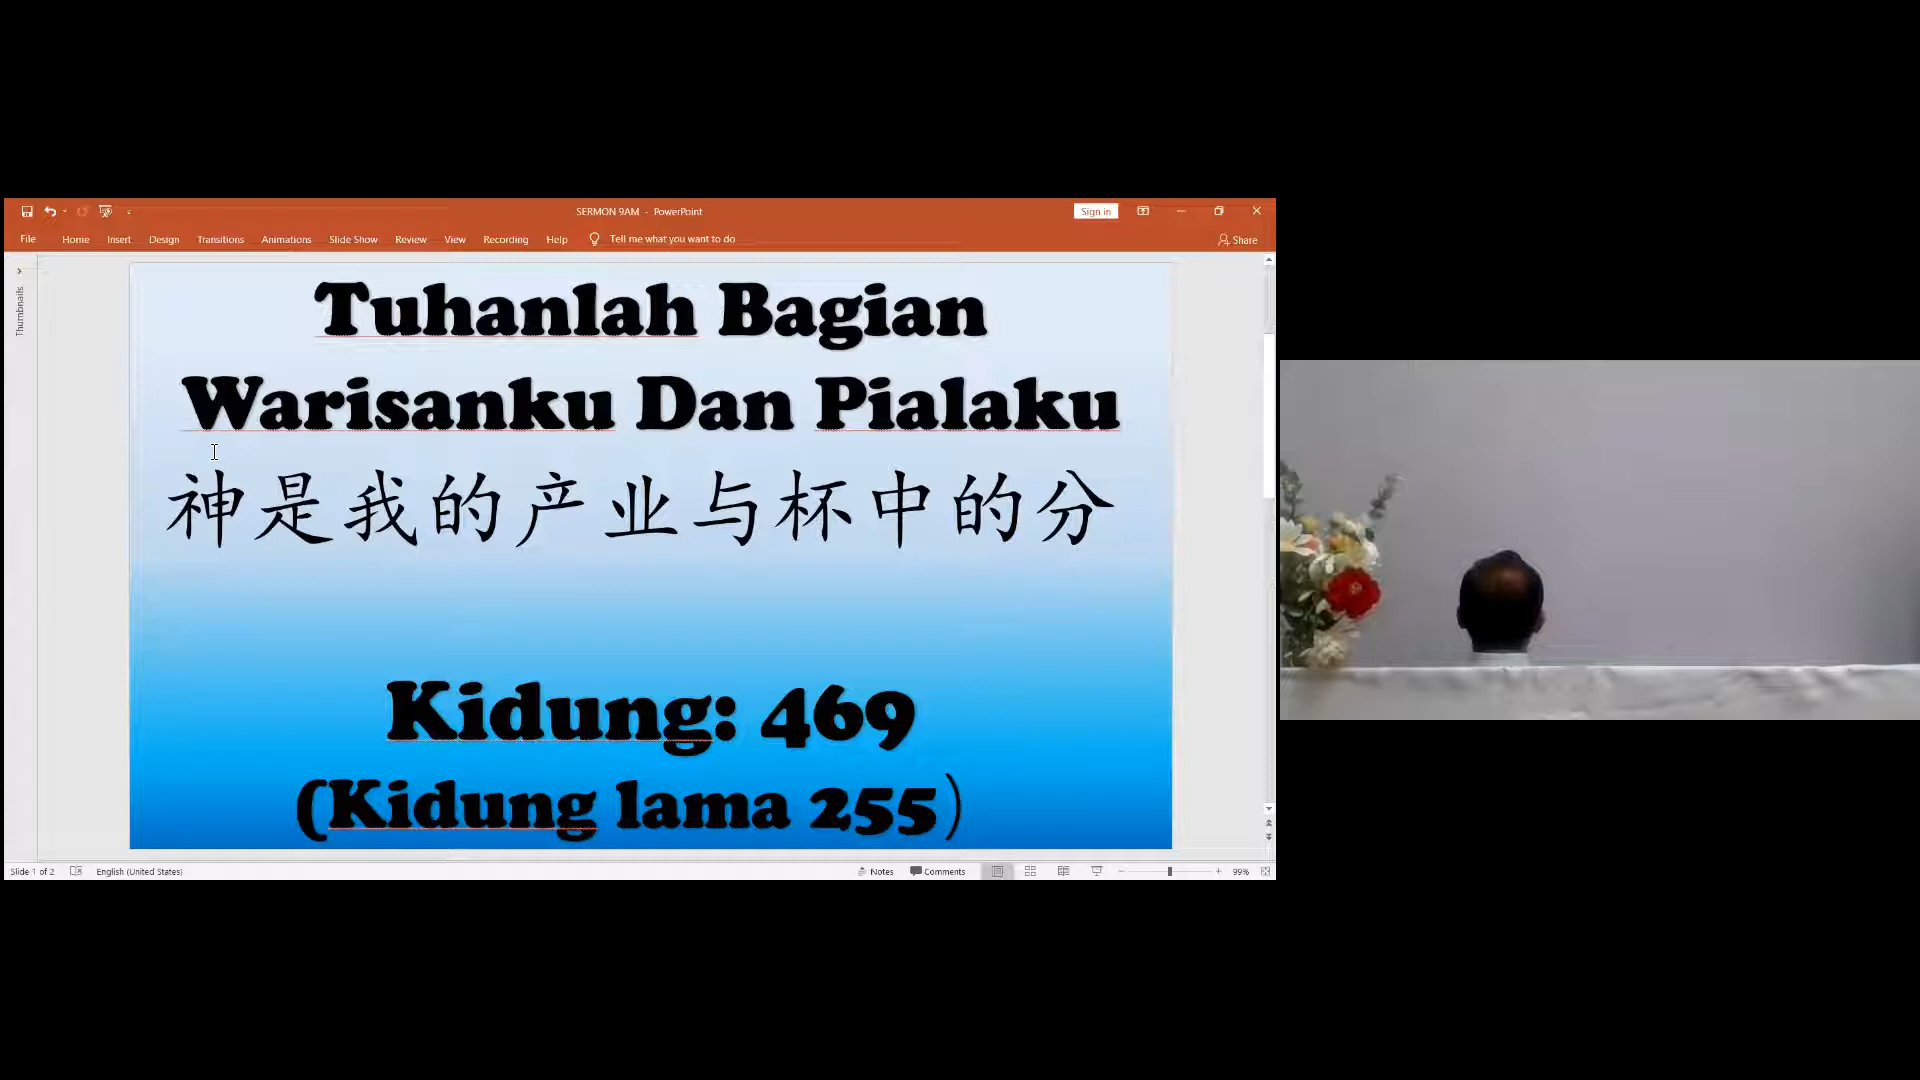 SERMON 9AM - PowerPoint
Sign in
File Home Insert Design Transitions Animations Slide Show Review View Recording Help Tell me what you want to do Share
Thumbnails
Tuhanlah Bagian
Warisanku Dan Pialaku
神是我的产业与杯中的分
Kidung: 469
(Kidung lama 255）
Slide 1 of 2 English (United States) Notes Comments 99%